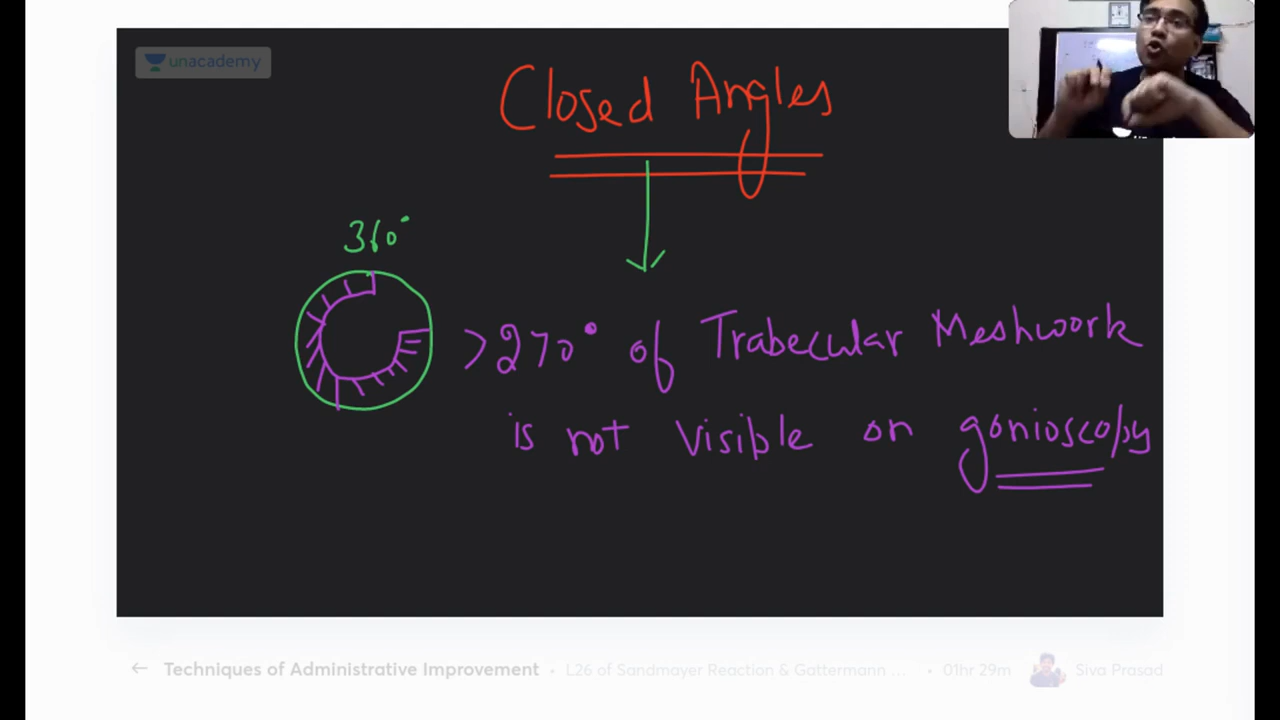 unacademy
Closed Angles
360°
>270° of Trabecular Meshwork
is not visible on gonioscopy
← Techniques of Administrative Improvement • L26 of Sandmayer Reaction & Gattermann ... • 01hr 29m Siva Prasad